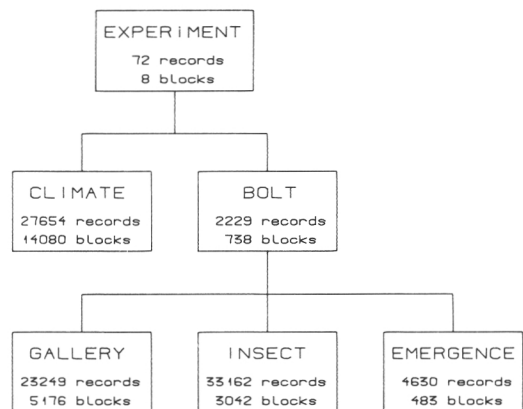 EXPERIMENT
72 records
8 blocks
CLIMATE
27654 records
14080 blocks
BOLT
2229 records
738 blocks
GALLERY
23249 records
5176 blocks
INSECT
33162 records
3042 blocks
EMERGENCE
4630 records
483 blocks